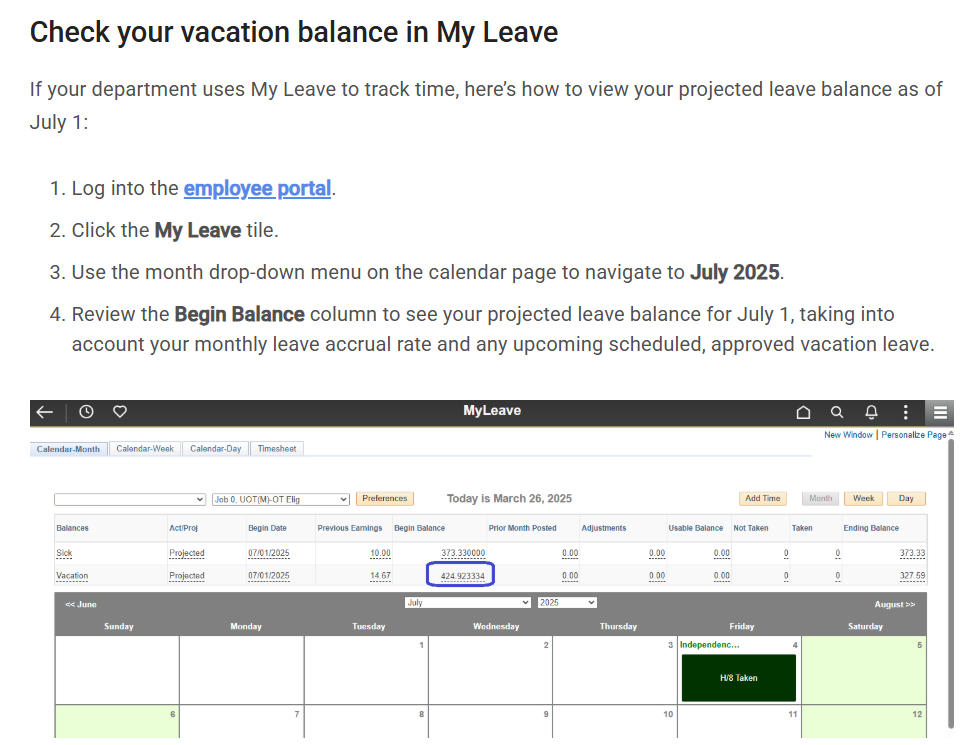 Check your vacation balance in My Leave
If your department uses My Leave to track time, here’s how to view your projected leave balance as of
July 1:
1. Log into the employee portal.
2. Click the My Leave tile.
3. Use the month drop-down menu on the calendar page to navigate to July 2025.
4. Review the Begin Balance column to see your projected leave balance for July 1, taking into
account your monthly leave accrual rate and any upcoming scheduled, approved vacation leave.
MyLeave
New Window | Personalize Page
Calendar-Month Calendar-Week Calendar-Day Timesheet
Job 0, UOT(M)-OT Elig Preferences Today is March 26, 2025 Add Time Month Week Day
Balances Act/Proj Begin Date Previous Earnings Begin Balance Prior Month Posted Adjustments Usable Balance Not Taken Taken Ending Balance
Sick Projected 07/01/2025 10.00 373.330000 0.00 0.00 0.00 0 0 373.33
Vacation Projected 07/01/2025 14.67 424.923334 0.00 0.00 0.00 0 0 327.59
<< June July 2025 August >>
Sunday Monday Tuesday Wednesday Thursday Friday Saturday
1 2 3 Independenc... 4 5
H/8 Taken
6 7 8 9 10 11 12